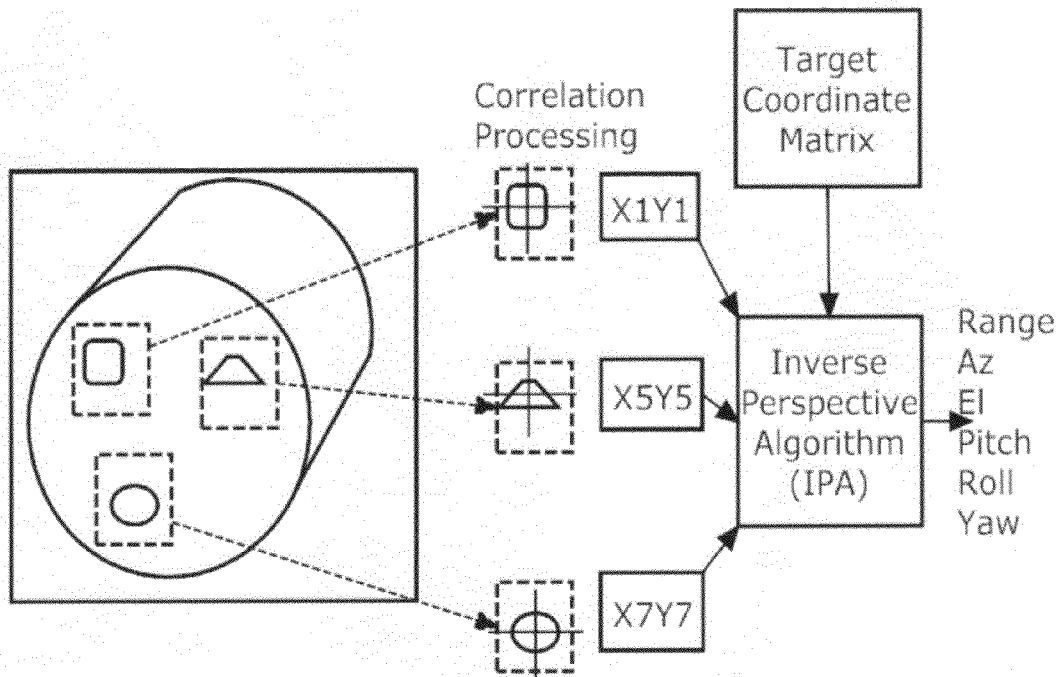 Target
Coordinate
Matrix
Correlation
Processing
X1Y1
X5Y5
X7Y7
Inverse
Perspective
Algorithm
(IPA)
Range
Az
El
Pitch
Roll
Yaw